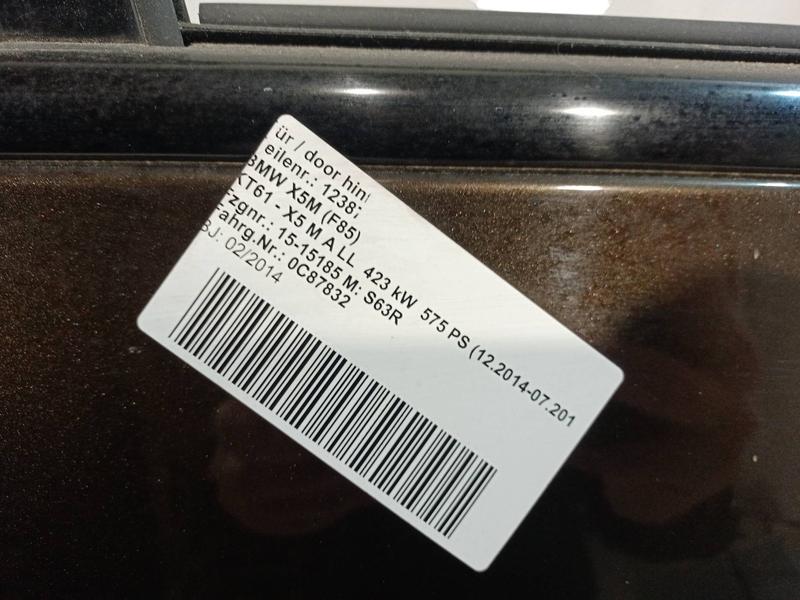 ür / door hin
eilenr.: 1238
BMW X5M (F85)
KT61 - X5 M A LL 423 kW 575 PS (12.2014-07.201
Fzgnr.: 15-15185 M: S63R
Fahrg.Nr.: 0C87832
BJ: 02/2014